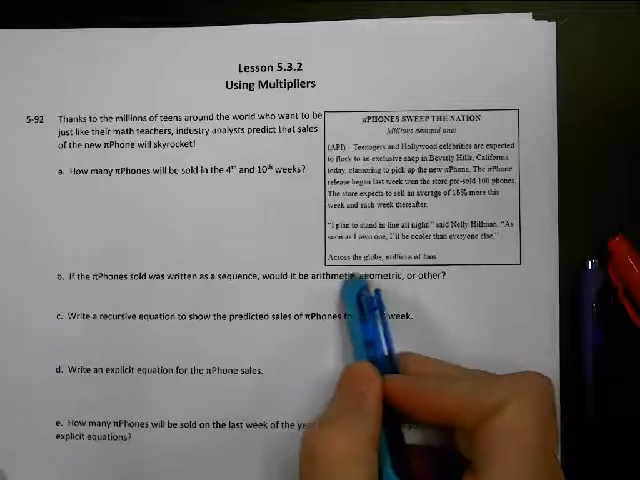 Lesson 5.3.2
Using Multipliers
5-92 Thanks to the millions of teens around the world who want to be
just like their math teachers, industry analysts predict that sales
of the new πPhone will skyrocket!
a. How many πPhones will be sold in the 4th and 10th weeks?
πPHONES SWEEP THE NATION
Millions demand one!
(API) – Teenagers and Hollywood celebrities are expected
to flock to an exclusive shop in Beverly Hills, California
today, clamoring to pick up the new πPhone. The πPhone
release began last week when the store pre-sold 100 phones.
The store expects to sell an average of 15% more this
week and each week thereafter.
"I plan to stand in line all night!" said Nelly Hillman. "As
soon as I own one, I'll be cooler than everyone else."
Across the globe, millions of fans
b. If the πPhones sold was written as a sequence, would it be arithmetic, geometric, or other?
c. Write a recursive equation to show the predicted sales of πPhones week.
d. Write an explicit equation for the πPhone sales.
e. How many πPhones will be sold on the last week of the year
explicit equations?